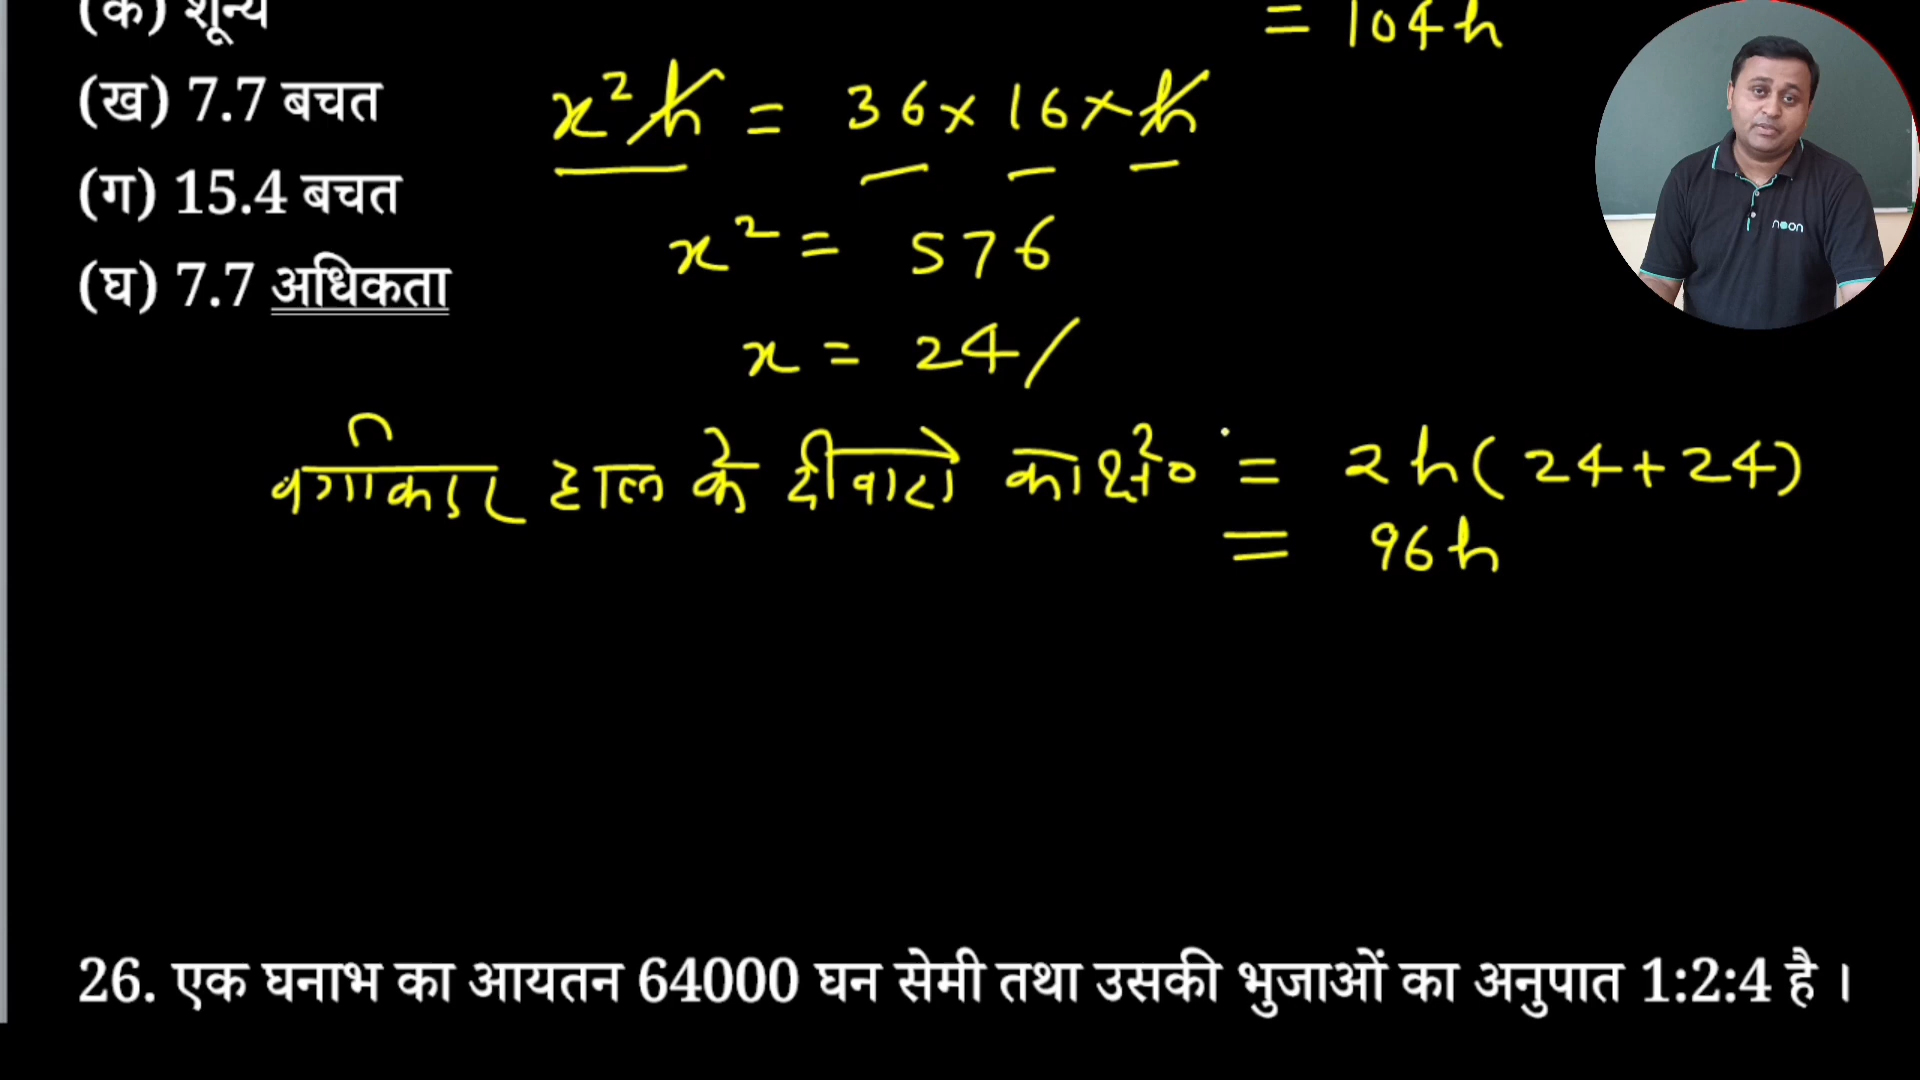 (क) शून्य
= 104h
(ख) 7.7 बचत
x²h = 36 × 16 × h
(ग) 15.4 बचत
x² = 576
(घ) 7.7 अधिकता
x = 24/
वर्गाकार हाल के दीवारो का क्षे० = 2h(24+24)
= 96h
26. एक घनाभ का आयतन 64000 घन सेमी तथा उसकी भुजाओं का अनुपात 1:2:4 है ।
noon